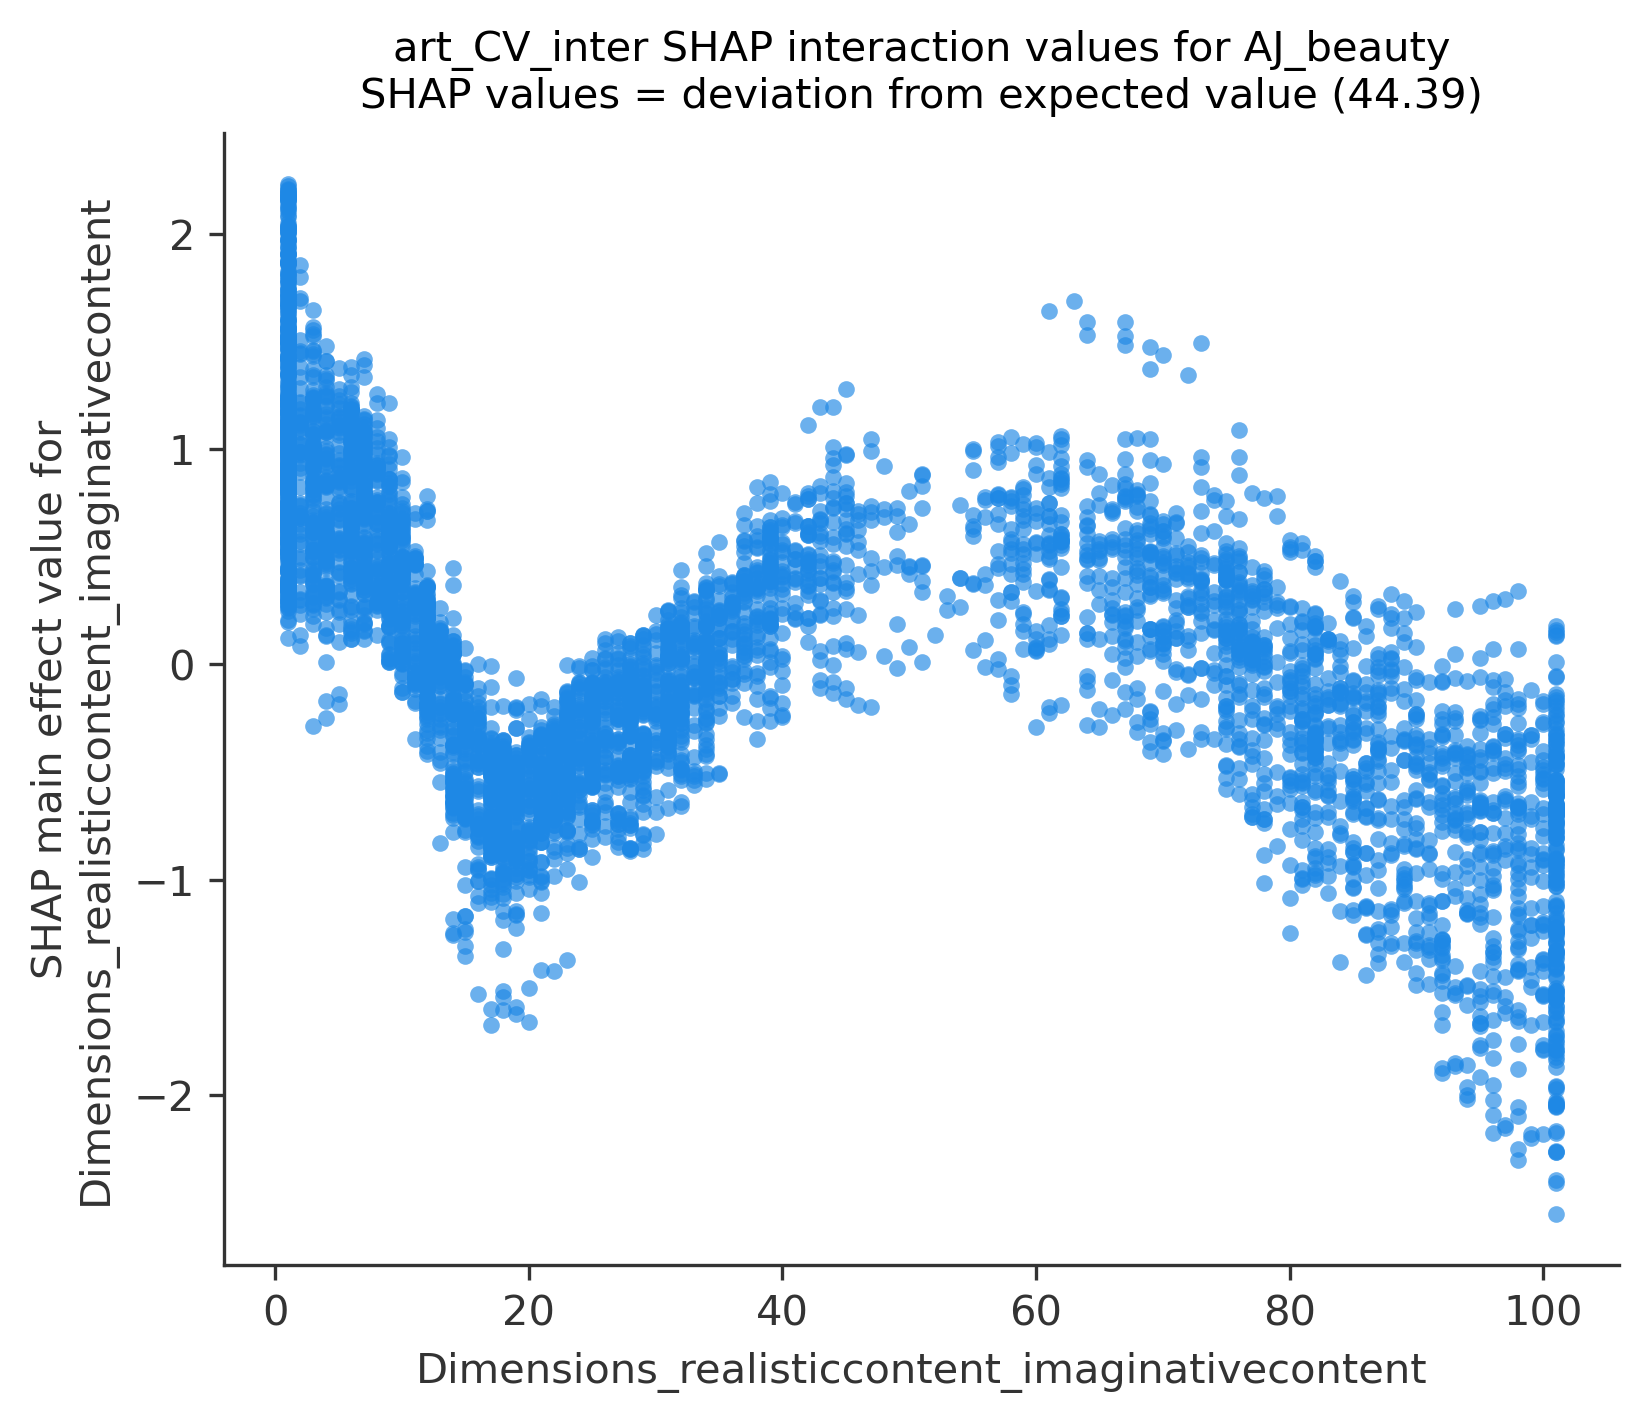 art_CV_inter SHAP interaction values for AJ_beauty
SHAP values = deviation from expected value (44.39)
SHAP main effect value for
Dimensions_realisticcontent_imaginativecontent
2
1
0
−1
−2
0
20
40
60
80
100
Dimensions_realisticcontent_imaginativecontent